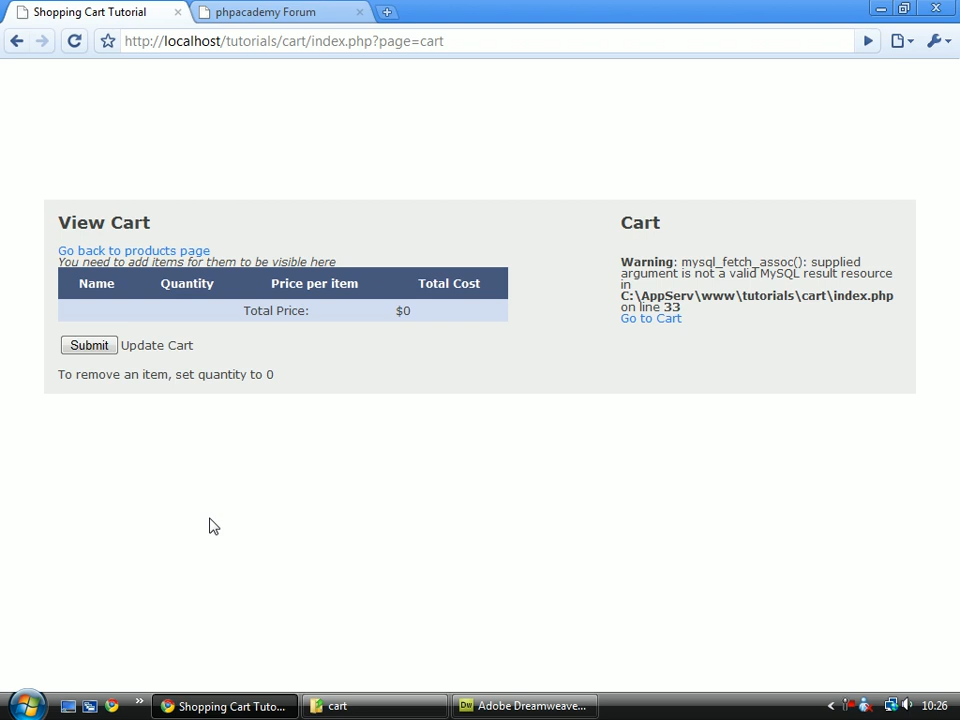 Shopping Cart Tutorial
phpacademy Forum
http://localhost/tutorials/cart/index.php?page=cart
View Cart
Go back to products page
You need to add items for them to be visible here
Name Quantity Price per item Total Cost
Total Price: $0
Submit Update Cart
To remove an item, set quantity to 0
Cart
Warning: mysql_fetch_assoc(): supplied
argument is not a valid MySQL result resource
in
C:\AppServ\www\tutorials\cart\index.php
on line 33
Go to Cart
Shopping Cart Tuto...
cart
Dw Adobe Dreamweave...
10:26